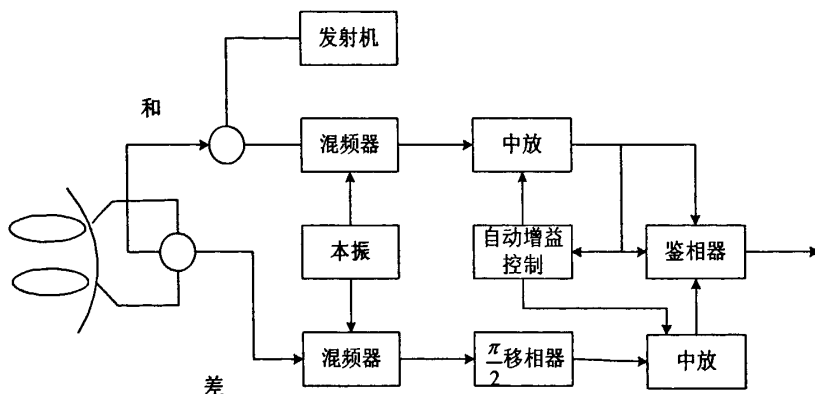 发射机
和
混频器
中放
本振
自动增益
控制
鉴相器
混频器
π/2移相器
中放
差